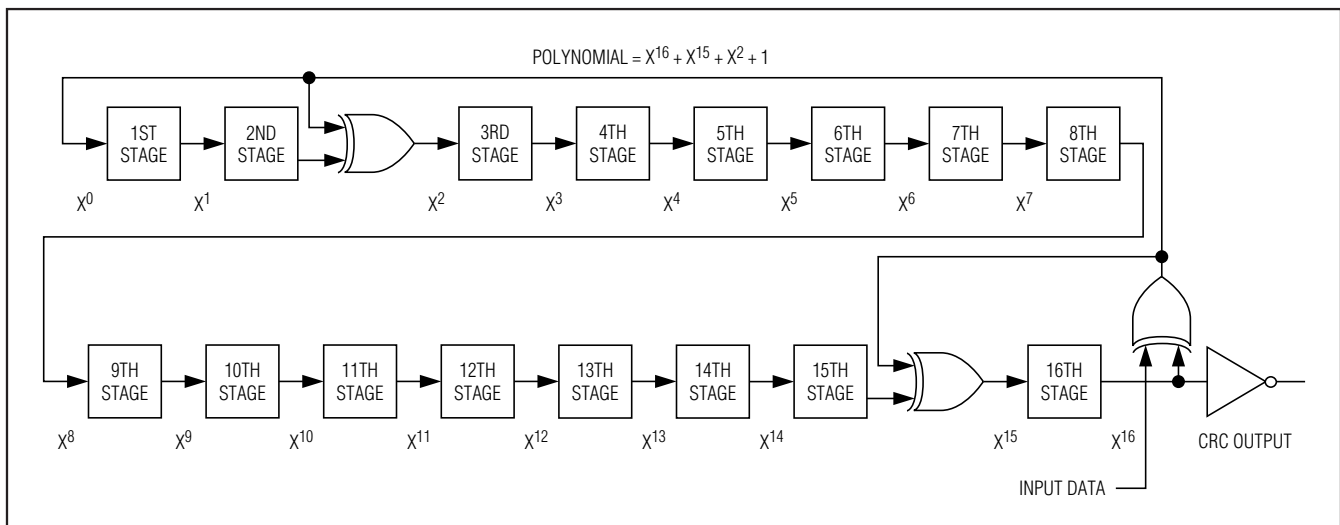 POLYNOMIAL = X16 + X15 + X2 + 1
1ST
STAGE
2ND
STAGE
3RD
STAGE
4TH
STAGE
5TH
STAGE
6TH
STAGE
7TH
STAGE
8TH
STAGE
X0
X1
X2
X3
X4
X5
X6
X7
9TH
STAGE
10TH
STAGE
11TH
STAGE
12TH
STAGE
13TH
STAGE
14TH
STAGE
15TH
STAGE
16TH
STAGE
X8
X9
X10
X11
X12
X13
X14
X15
X16
CRC OUTPUT
INPUT DATA